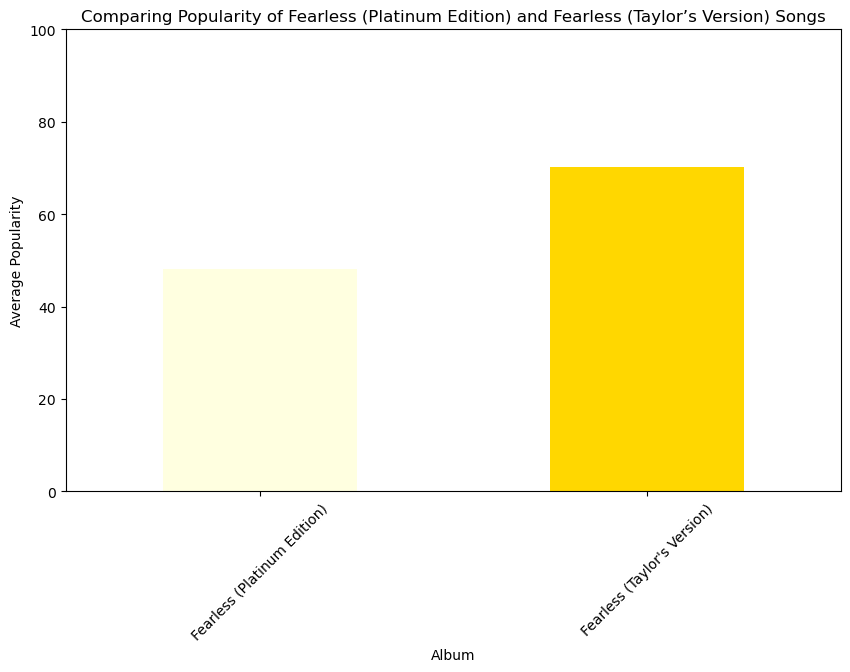 Comparing Popularity of Fearless (Platinum Edition) and Fearless (Taylor’s Version) Songs
100
80
60
40
20
0
Average Popularity
Fearless (Platinum Edition)
Fearless (Taylor's Version)
Album